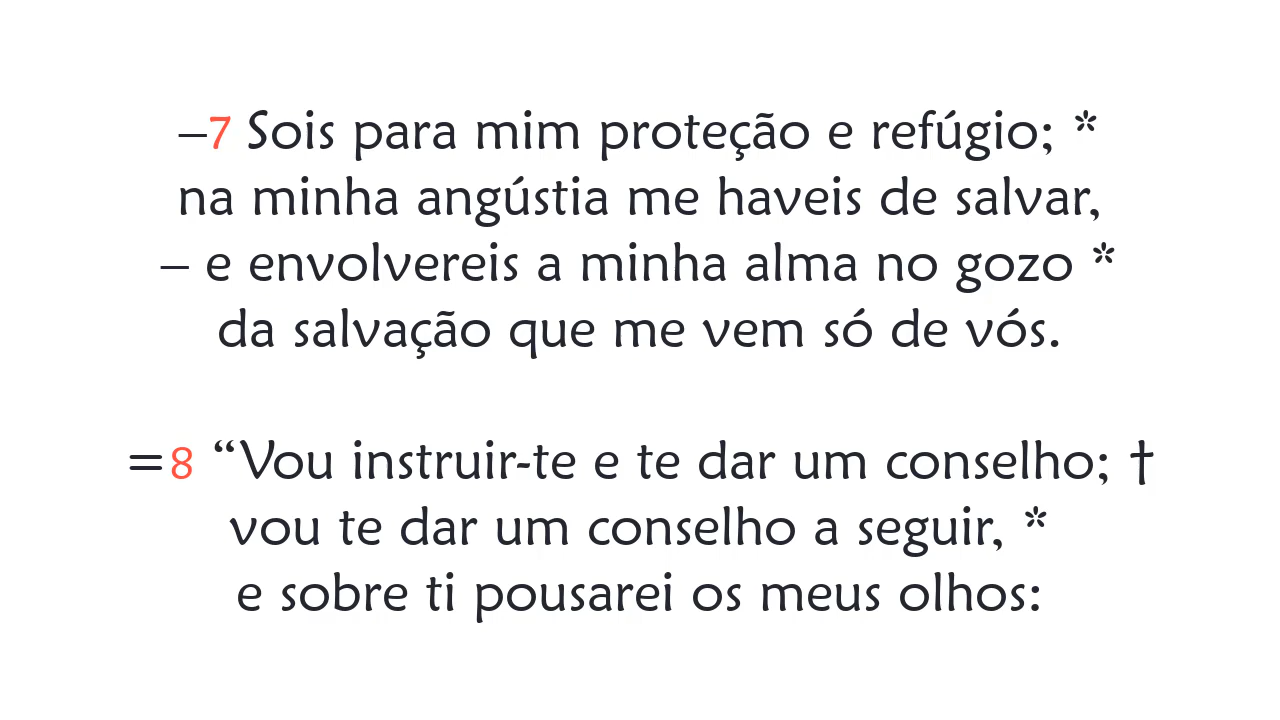 –7 Sois para mim proteção e refúgio; *
na minha angústia me haveis de salvar,
– e envolvereis a minha alma no gozo *
da salvação que me vem só de vós.
=8 “Vou instruir-te e te dar um conselho; †
vou te dar um conselho a seguir, *
e sobre ti pousarei os meus olhos: